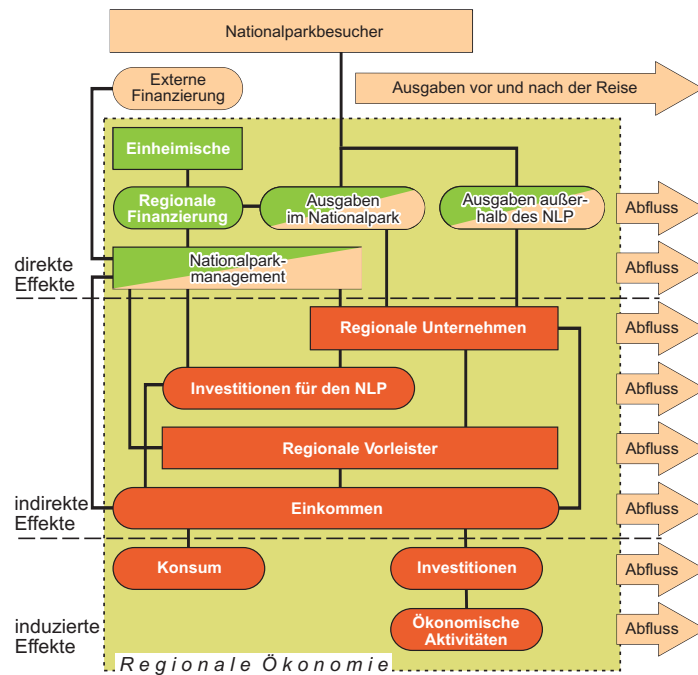 Nationalparkbesucher
Externe
Finanzierung
Ausgaben vor und nach der Reise
Einheimische
Regionale
Finanzierung
Ausgaben
im Nationalpark
Ausgaben außer-
halb des NLP
Abfluss
Nationalpark-
management
Abfluss
direkte
Effekte
Regionale Unternehmen
Abfluss
Investitionen für den NLP
Abfluss
Regionale Vorleister
Abfluss
indirekte
Effekte
Einkommen
Abfluss
Konsum
Investitionen
Abfluss
induzierte
Effekte
Ökonomische
Aktivitäten
Abfluss
Regionale Ökonomie